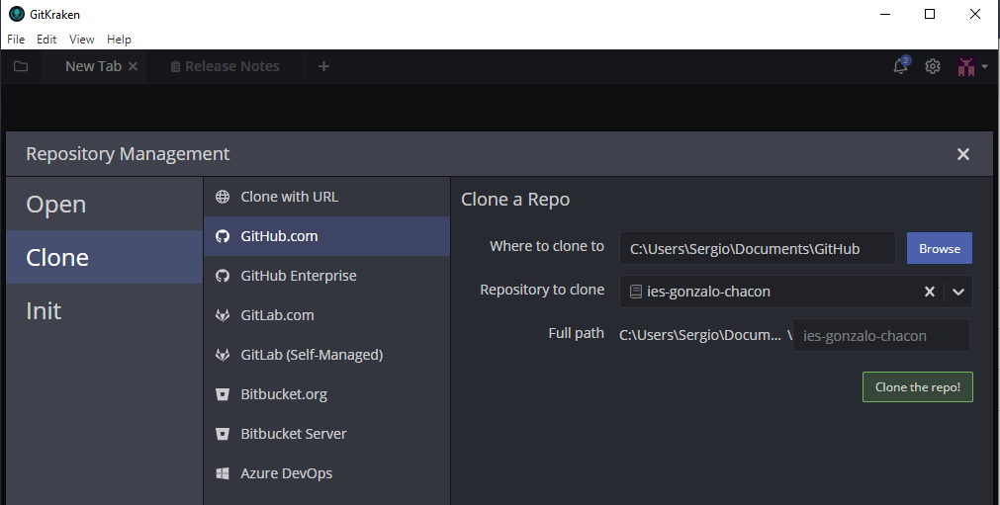 GitKraken
File Edit View Help
New Tab Release Notes 2
Repository Management
Open
Clone
Init
Clone with URL
GitHub.com
GitHub Enterprise
GitLab.com
GitLab (Self-Managed)
Bitbucket.org
Bitbucket Server
Azure DevOps
Clone a Repo
Where to clone to C:\Users\Sergio\Documents\GitHub Browse
Repository to clone ies-gonzalo-chacon
Full path C:\Users\Sergio\Docum... \ ies-gonzalo-chacon
Clone the repo!